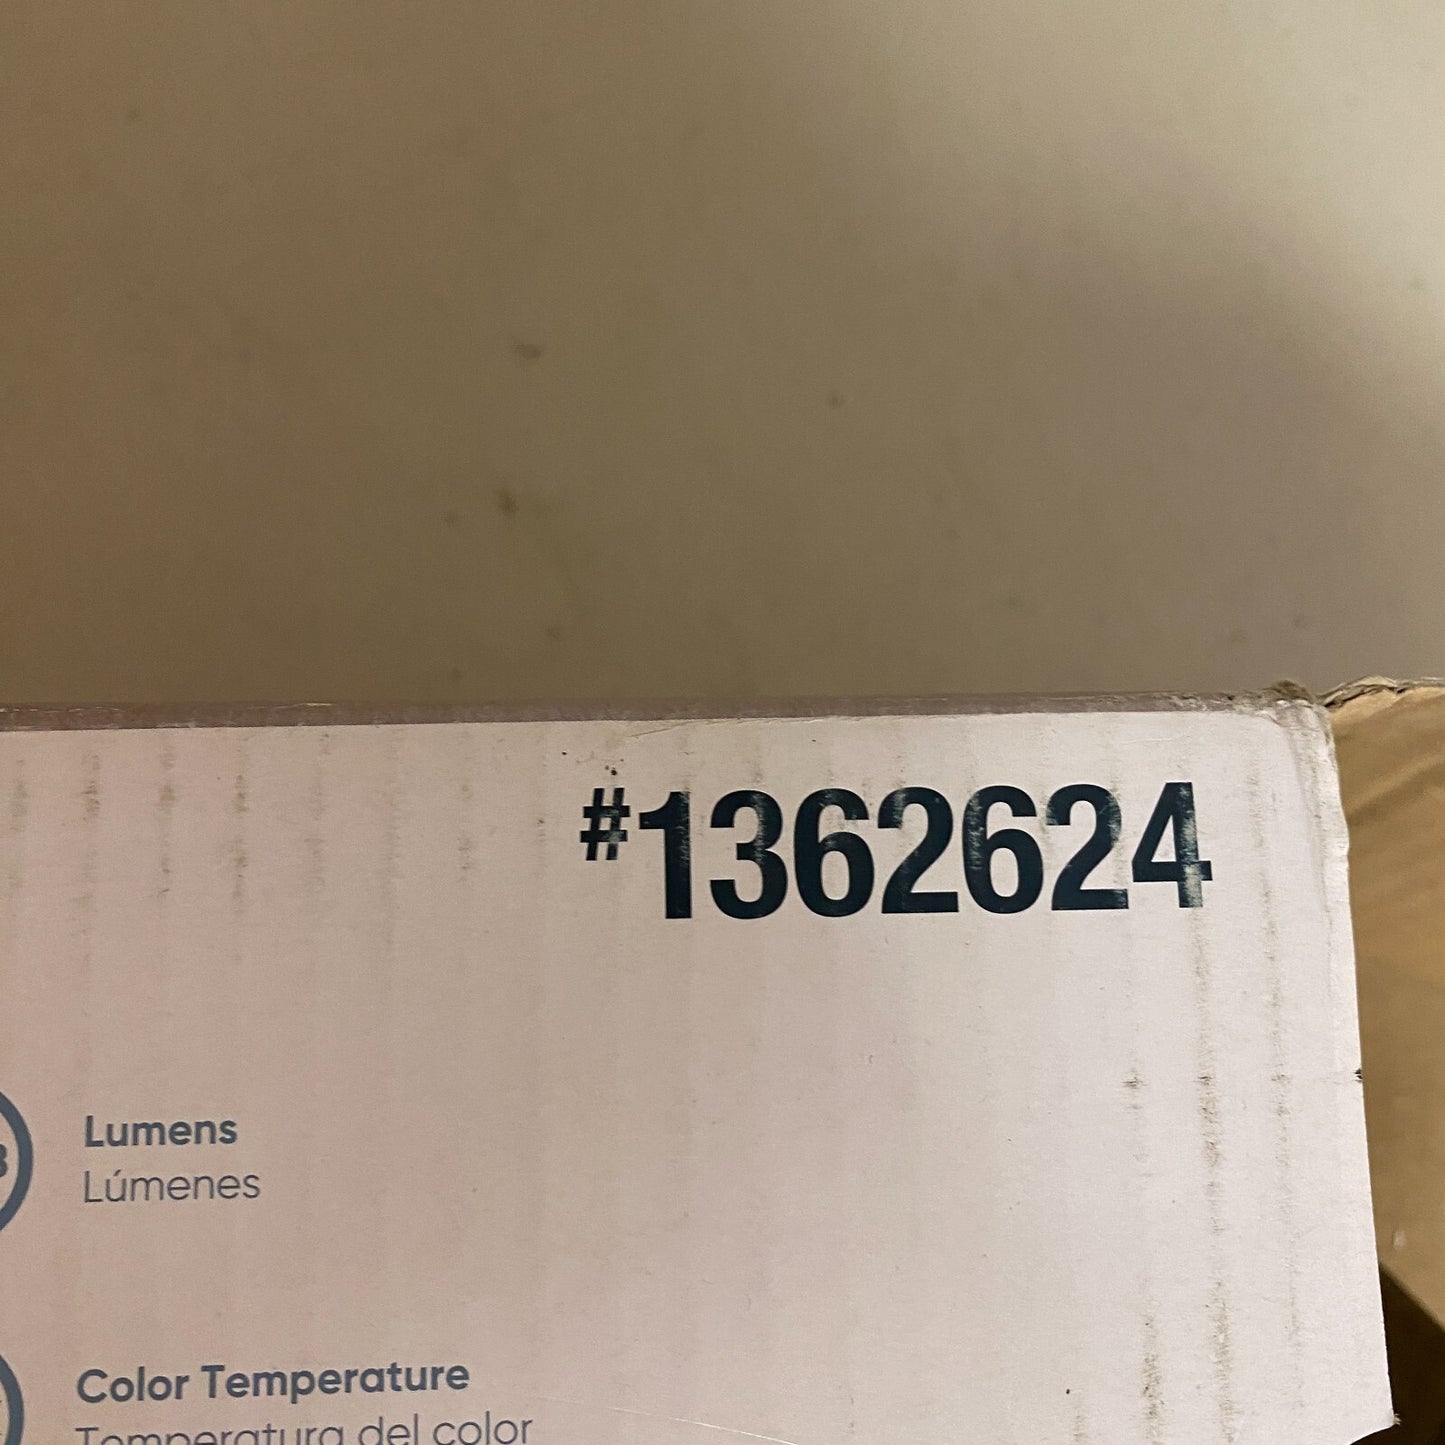 #1362624
Lumens
Lúmenes
Color Temperature
Temperatura del color